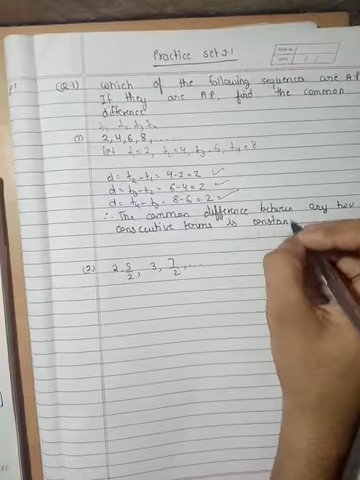 Practice set 3.1
(Q.1) which of the following sequences are A.P
If they are A.P, find the common
difference
t₁ t₂ t₃ t₄
(1) 2, 4, 6, 8, ....
t₁ = 2, t₂ = 4, t₃ = 6, t₄ = 8
d = t₂ - t₁ = 4 - 2 = 2 ✓
d = t₃ - t₂ = 6 - 4 = 2 ✓
d = t₄ - t₃ = 8 - 6 = 2 ✓
∴ The common difference between any two
consecutive terms is constan
(2) 2, 5/2, 3, 7/2, ...